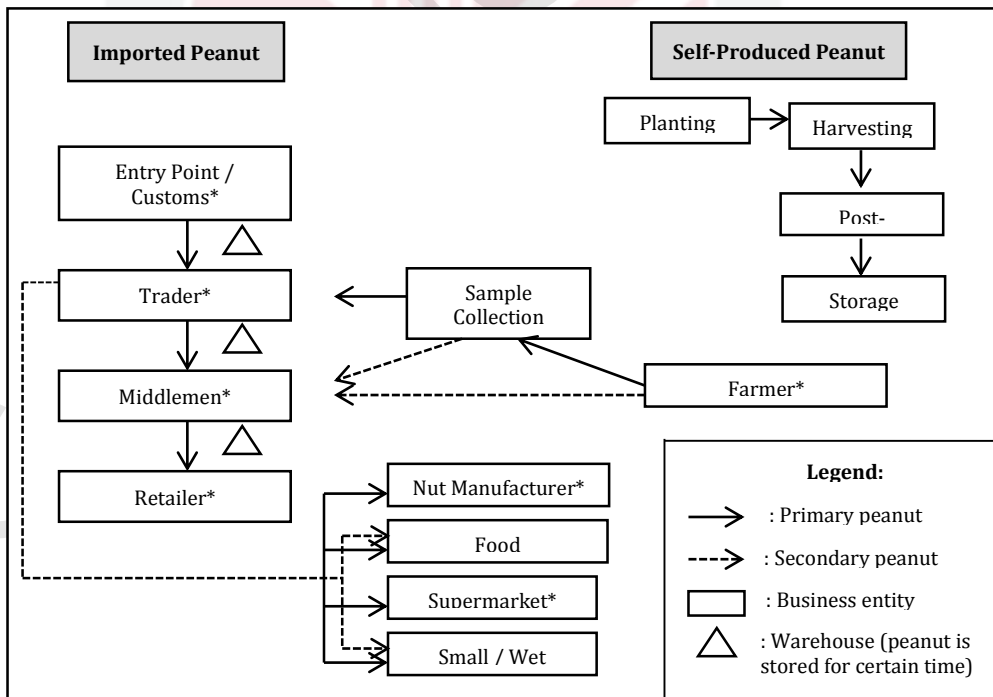 Imported Peanut
Self-Produced Peanut
Planting
Harvesting
Entry Point /
Customs*
Post-
Trader*
Sample
Collection
Storage
Middlemen*
Farmer*
Retailer*
Nut Manufacturer*
Food
Supermarket*
Small / Wet
Legend:
: Primary peanut
: Secondary peanut
: Business entity
: Warehouse (peanut is
stored for certain time)